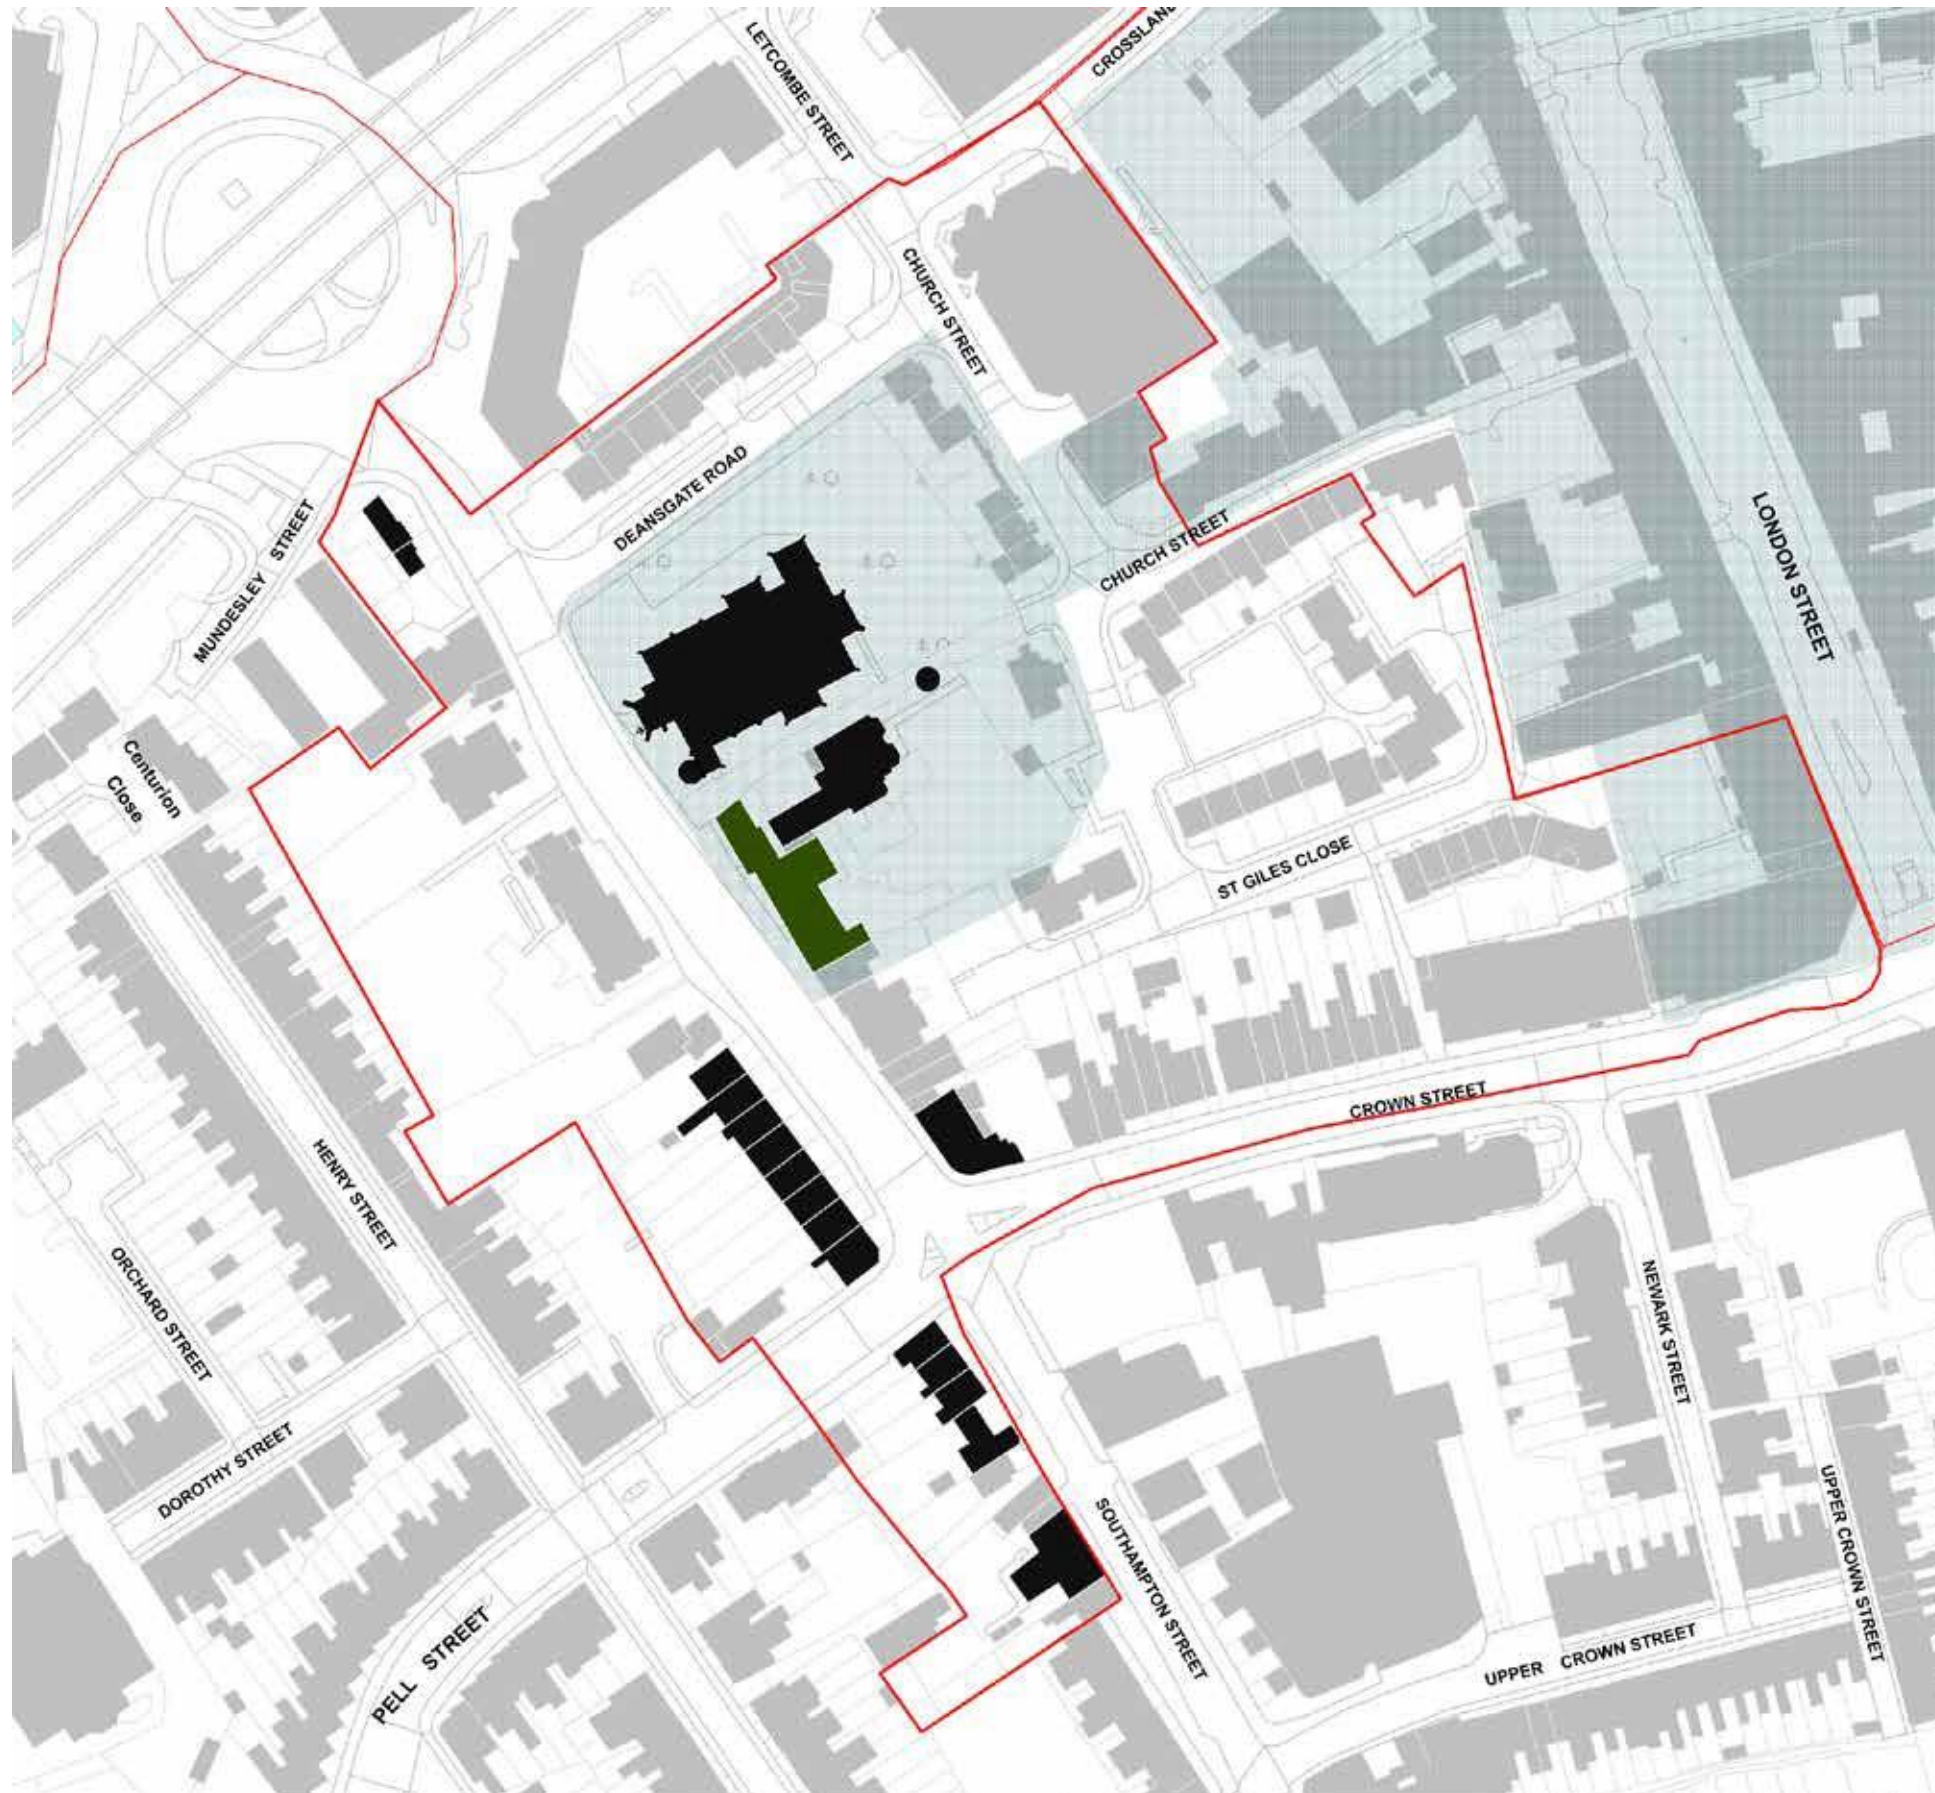 LETCOMBE STREET
CROSSLAND
CHURCH STREET
DEANSGATE ROAD
MUNDESLEY STREET
CHURCH STREET
LONDON STREET
Centurion
Close
ST GILES CLOSE
CROWN STREET
HENRY STREET
ORCHARD STREET
DOROTHY STREET
NEWARK STREET
PELL STREET
SOUTHAMPTON STREET
UPPER CROWN STREET
UPPER CROWN STREET